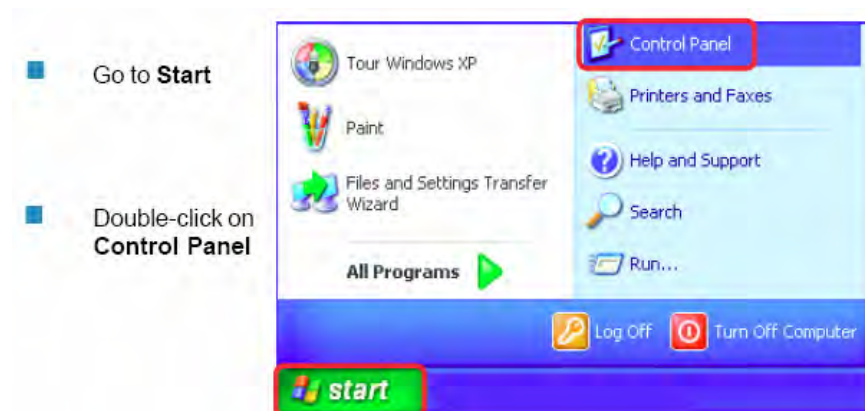 Go to Start
Double-click on
Control Panel
Tour Windows XP
Paint
Files and Settings Transfer
Wizard
All Programs
Control Panel
Printers and Faxes
Help and Support
Search
Run...
Log Off
Turn Off Computer
start